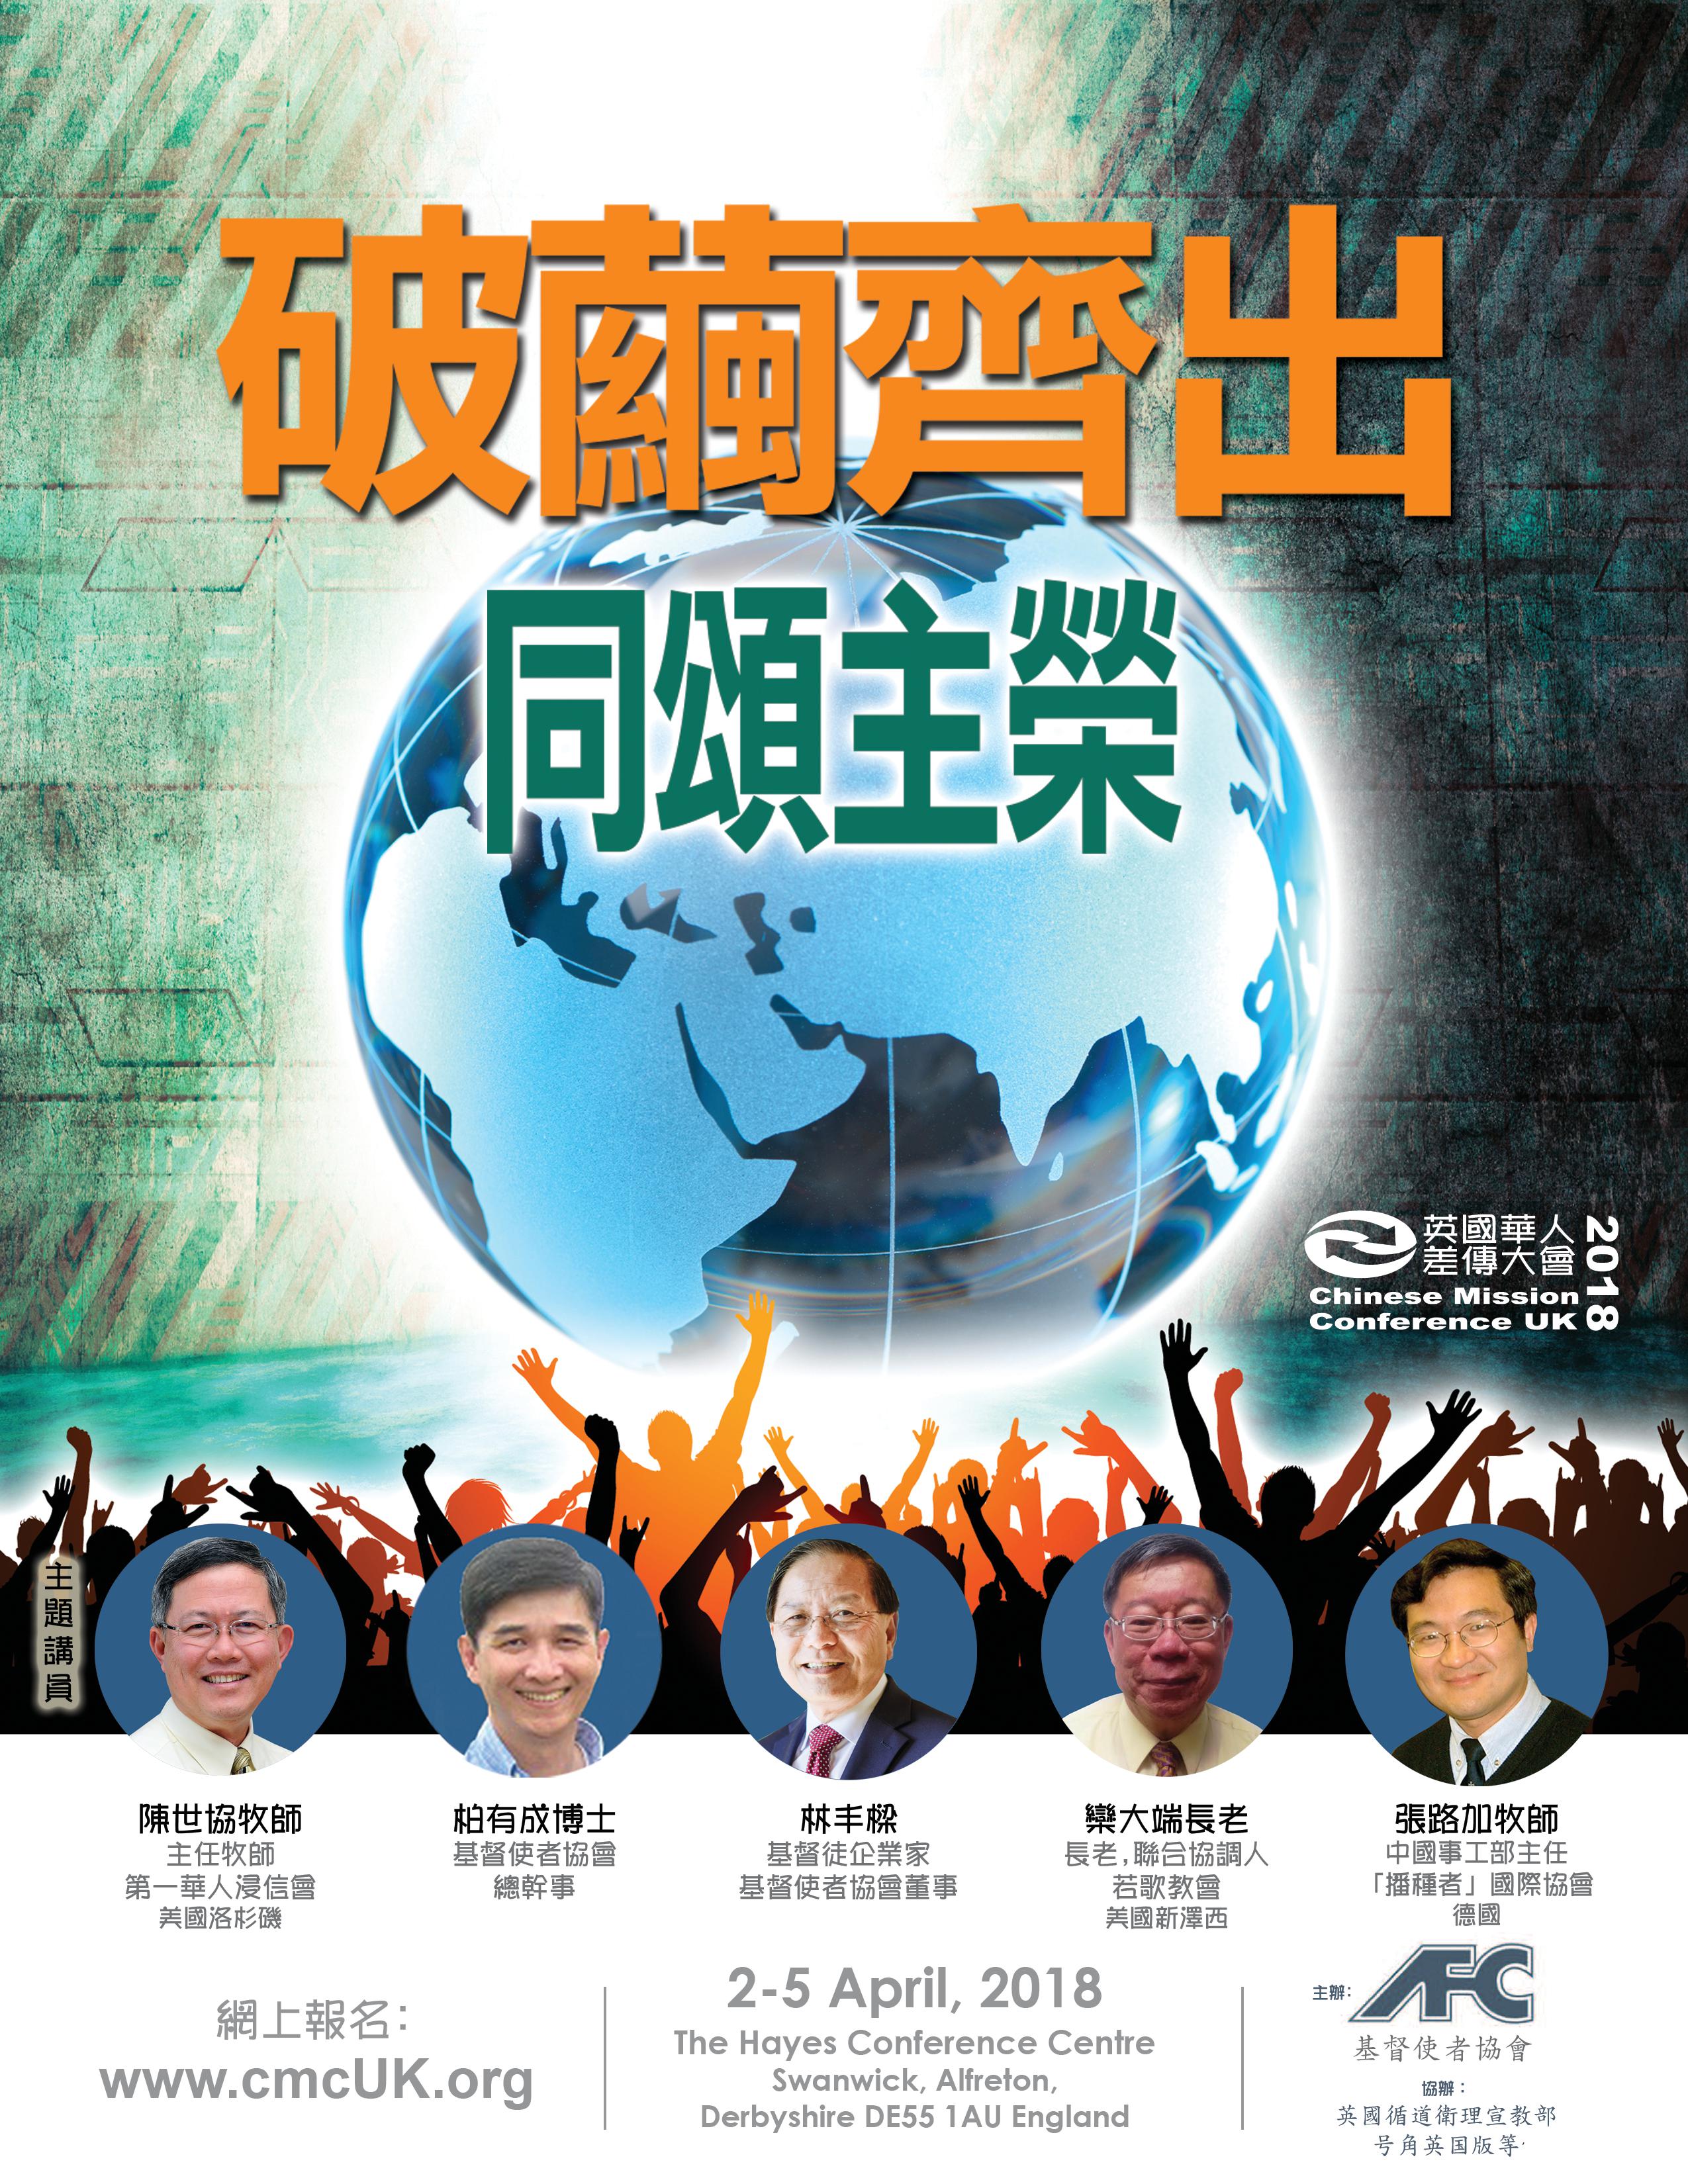 破繭齊出
同頌主榮
英國華人
差傳大會
Chinese Mission
Conference UK
2018
主題講員
陳世協牧師
主任牧師
第一華人浸信會
美國洛杉磯
柏有成博士
基督使者協會
總幹事
林丰樑
基督徒企業家
基督使者協會董事
欒大端長老
長老,聯合協調人
若歌教會
美國新澤西
張路加牧師
中國事工部主任
「播種者」國際協會
德國
網上報名:
www.cmcUK.org
2-5 April, 2018
The Hayes Conference Centre
Swanwick, Alfreton,
Derbyshire DE55 1AU England
主辦:
AFC
基督使者協會
協辦:
英國循道衛理宣教部
号角英国版等